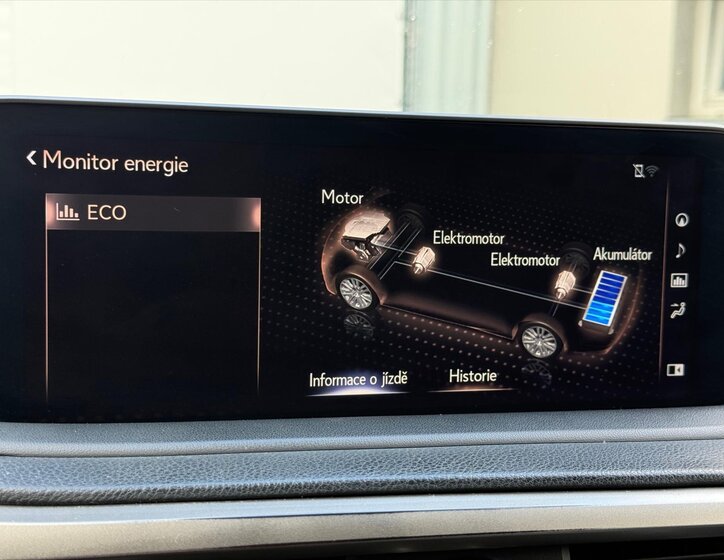 Monitor energie
ECO
Motor
Elektromotor
Elektromotor
Akumulátor
Informace o jízdě
Historie